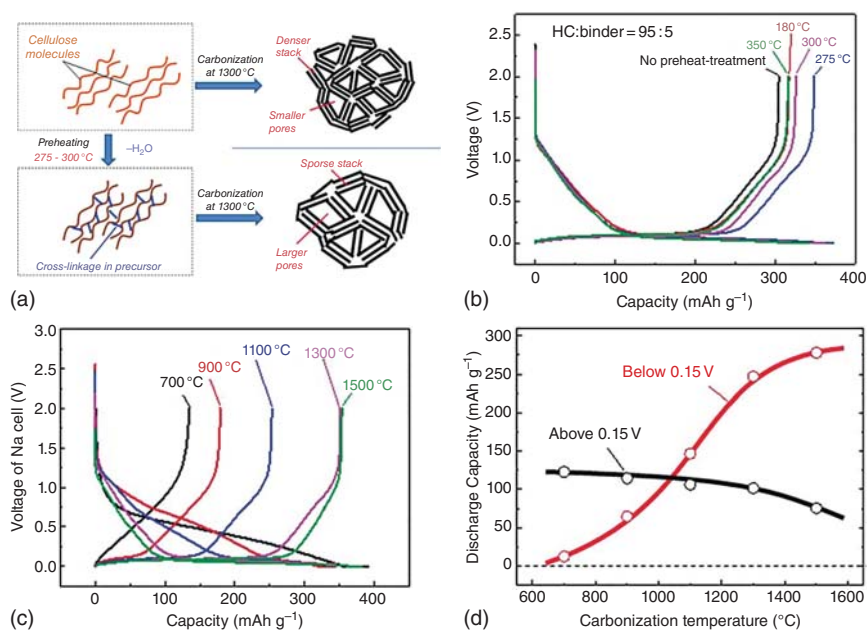 Cellulose
molecules
Carbonization
at 1300°C
Denser
stack
Smaller
pores
Preheating
275 - 300°C
–H₂O
Carbonization
at 1300°C
Sparse stack
Larger
pores
Cross-linkage in precursor
(a)
HC:binder = 95 : 5
180°C
350°C
300°C
275 °C
No preheat-treatment
2.5
2.0
1.5
1.0
0.5
0.0
Voltage (V)
0 100 200 300 400
Capacity (mAh g⁻¹)
(b)
3.0
2.5
2.0
1.5
1.0
0.5
0.0
Voltage of Na cell (V)
700°C
900°C
1100°C
1300°C
1500°C
0 100 200 300 400
Capacity (mAh g⁻¹)
(c)
300
250
200
150
100
50
0
Discharge Capacity (mAh g⁻¹)
Below 0.15 V
Above 0.15 V
600 800 1000 1200 1400 1600
Carbonization temperature (°C)
(d)